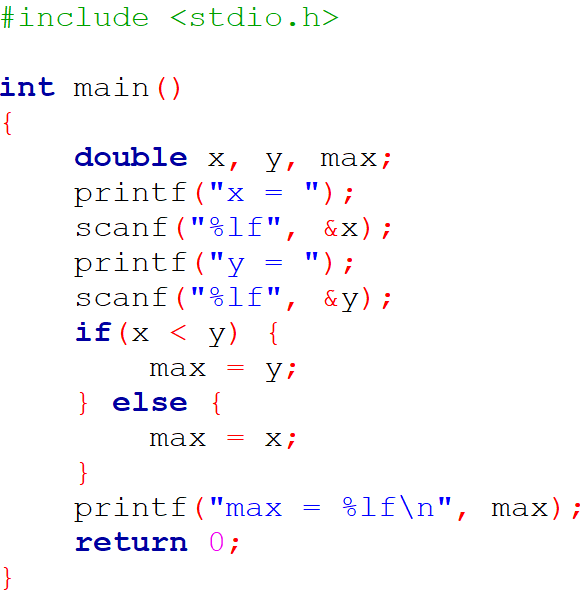 #include <stdio.h>

int main()
{
    double x, y, max;
    printf("x = ");
    scanf("%lf", &x);
    printf("y = ");
    scanf("%lf", &y);
    if(x < y) {
        max = y;
    } else {
        max = x;
    }
    printf("max = %lf\n", max);
    return 0;
}